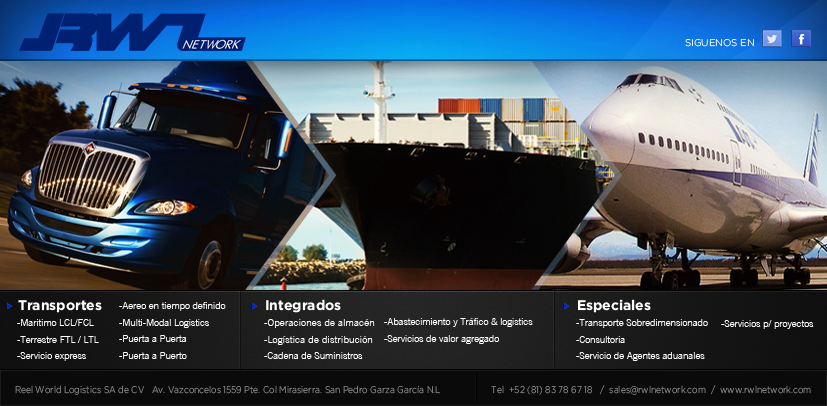 RWL
NETWORK
SIGUENOS EN
Transportes
-Maritimo LCL/FCL
-Terrestre FTL / LTL
-Servicio express
-Aereo en tiempo definido
-Multi-Modal Logistics
-Puerta a Puerta
-Puerta a Puerto
Integrados
-Operaciones de almacén
-Logística de distribución
-Cadena de Suministros
-Abastecimiento y Tráfico & logistics
-Servicios de valor agregado
Especiales
-Transporte Sobredimensionado
-Consultoria
-Servicio de Agentes aduanales
-Servicios p/ proyectos
Reel World Logistics SA de CV Av. Vazconcelos 1559 Pte. Col Mirasierra. San Pedro Garza García N.L
Tel +52 (81) 83 78 67 18 / sales@rwlnetwork.com / www.rwlnetwork.com